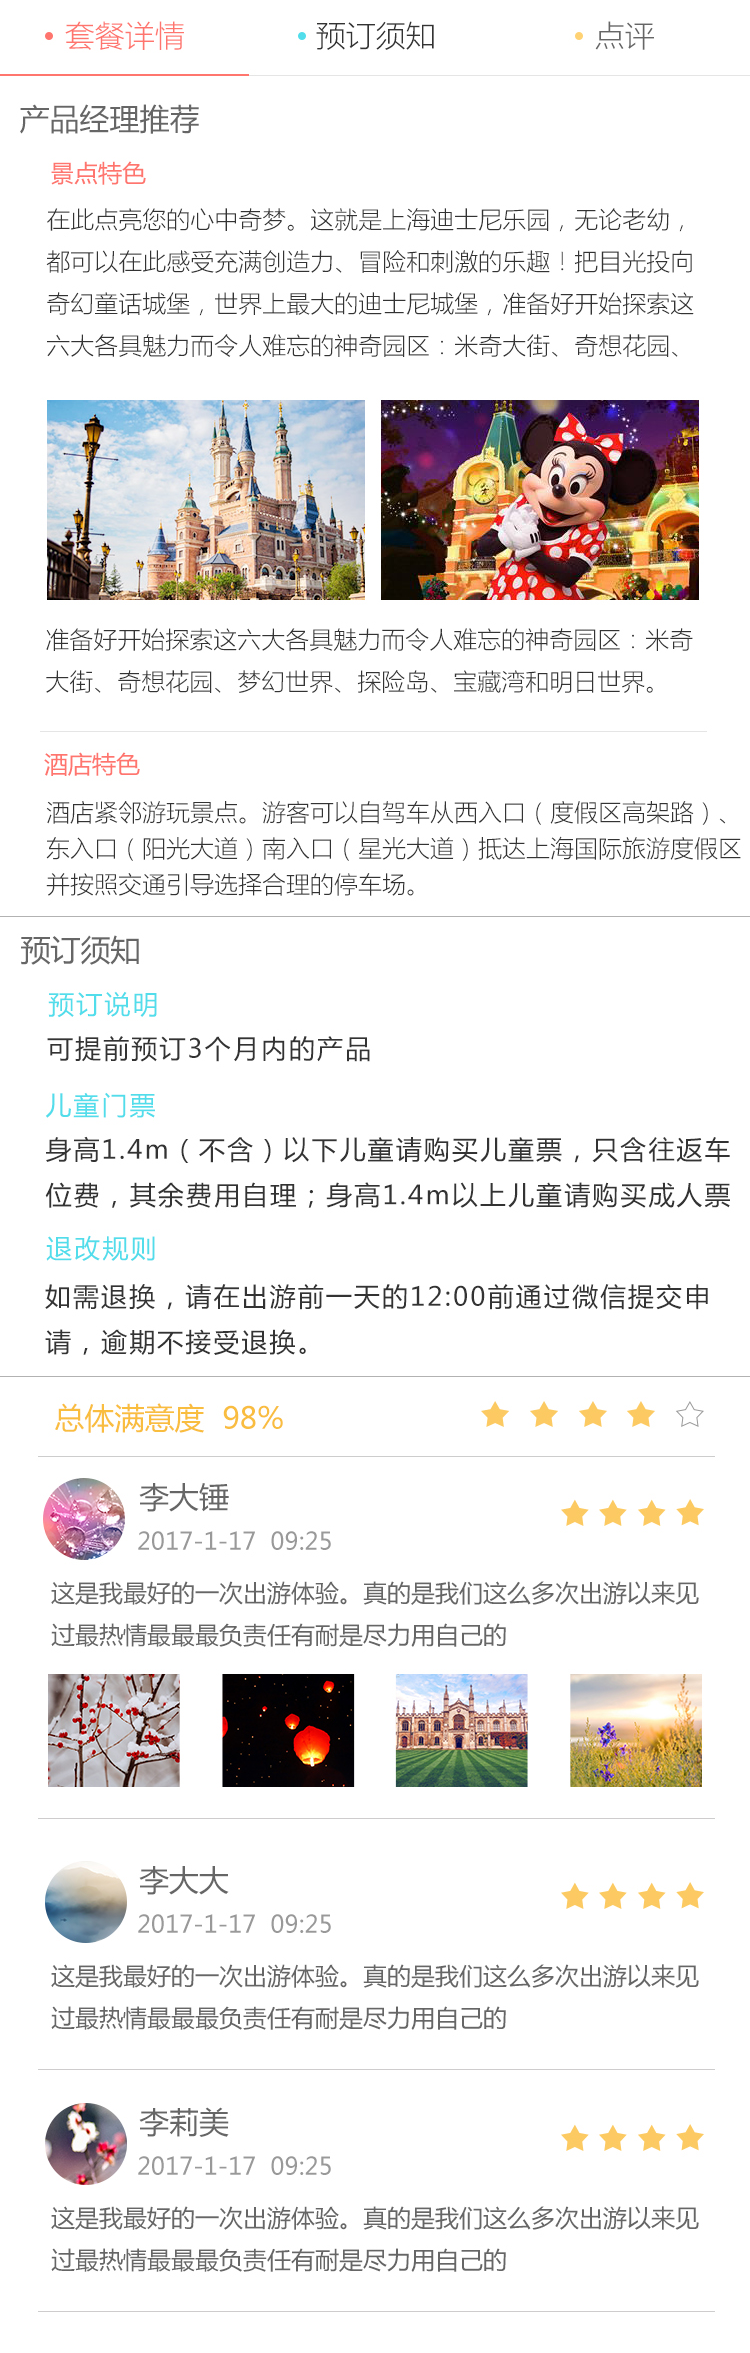 套餐详情
预订须知
点评
产品经理推荐
景点特色
在此点亮您的心中奇梦。这就是上海迪士尼乐园，无论老幼，
都可以在此感受充满创造力、冒险和刺激的乐趣！把目光投向
奇幻童话城堡，世界上最大的迪士尼城堡，准备好开始探索这
六大各具魅力而令人难忘的神奇园区：米奇大街、奇想花园、
准备好开始探索这六大各具魅力而令人难忘的神奇园区：米奇
大街、奇想花园、梦幻世界、探险岛、宝藏湾和明日世界。
酒店特色
酒店紧邻游玩景点。游客可以自驾车从西入口（度假区高架路）、
东入口（阳光大道）南入口（星光大道）抵达上海国际旅游度假区
并按照交通引导选择合理的停车场。
预订须知
预订说明
可提前预订3个月内的产品
儿童门票
身高1.4m（不含）以下儿童请购买儿童票，只含往返车
位费，其余费用自理；身高1.4m以上儿童请购买成人票
退改规则
如需退换，请在出游前一天的12:00前通过微信提交申
请，逾期不接受退换。
总体满意度 98%
李大锤
2017-1-17 09:25
这是我最好的一次出游体验。真的是我们这么多次出游以来见
过最热情最最最负责任有耐是尽力用自己的
李大大
2017-1-17 09:25
这是我最好的一次出游体验。真的是我们这么多次出游以来见
过最热情最最最负责任有耐是尽力用自己的
李莉美
2017-1-17 09:25
这是我最好的一次出游体验。真的是我们这么多次出游以来见
过最热情最最最负责任有耐是尽力用自己的